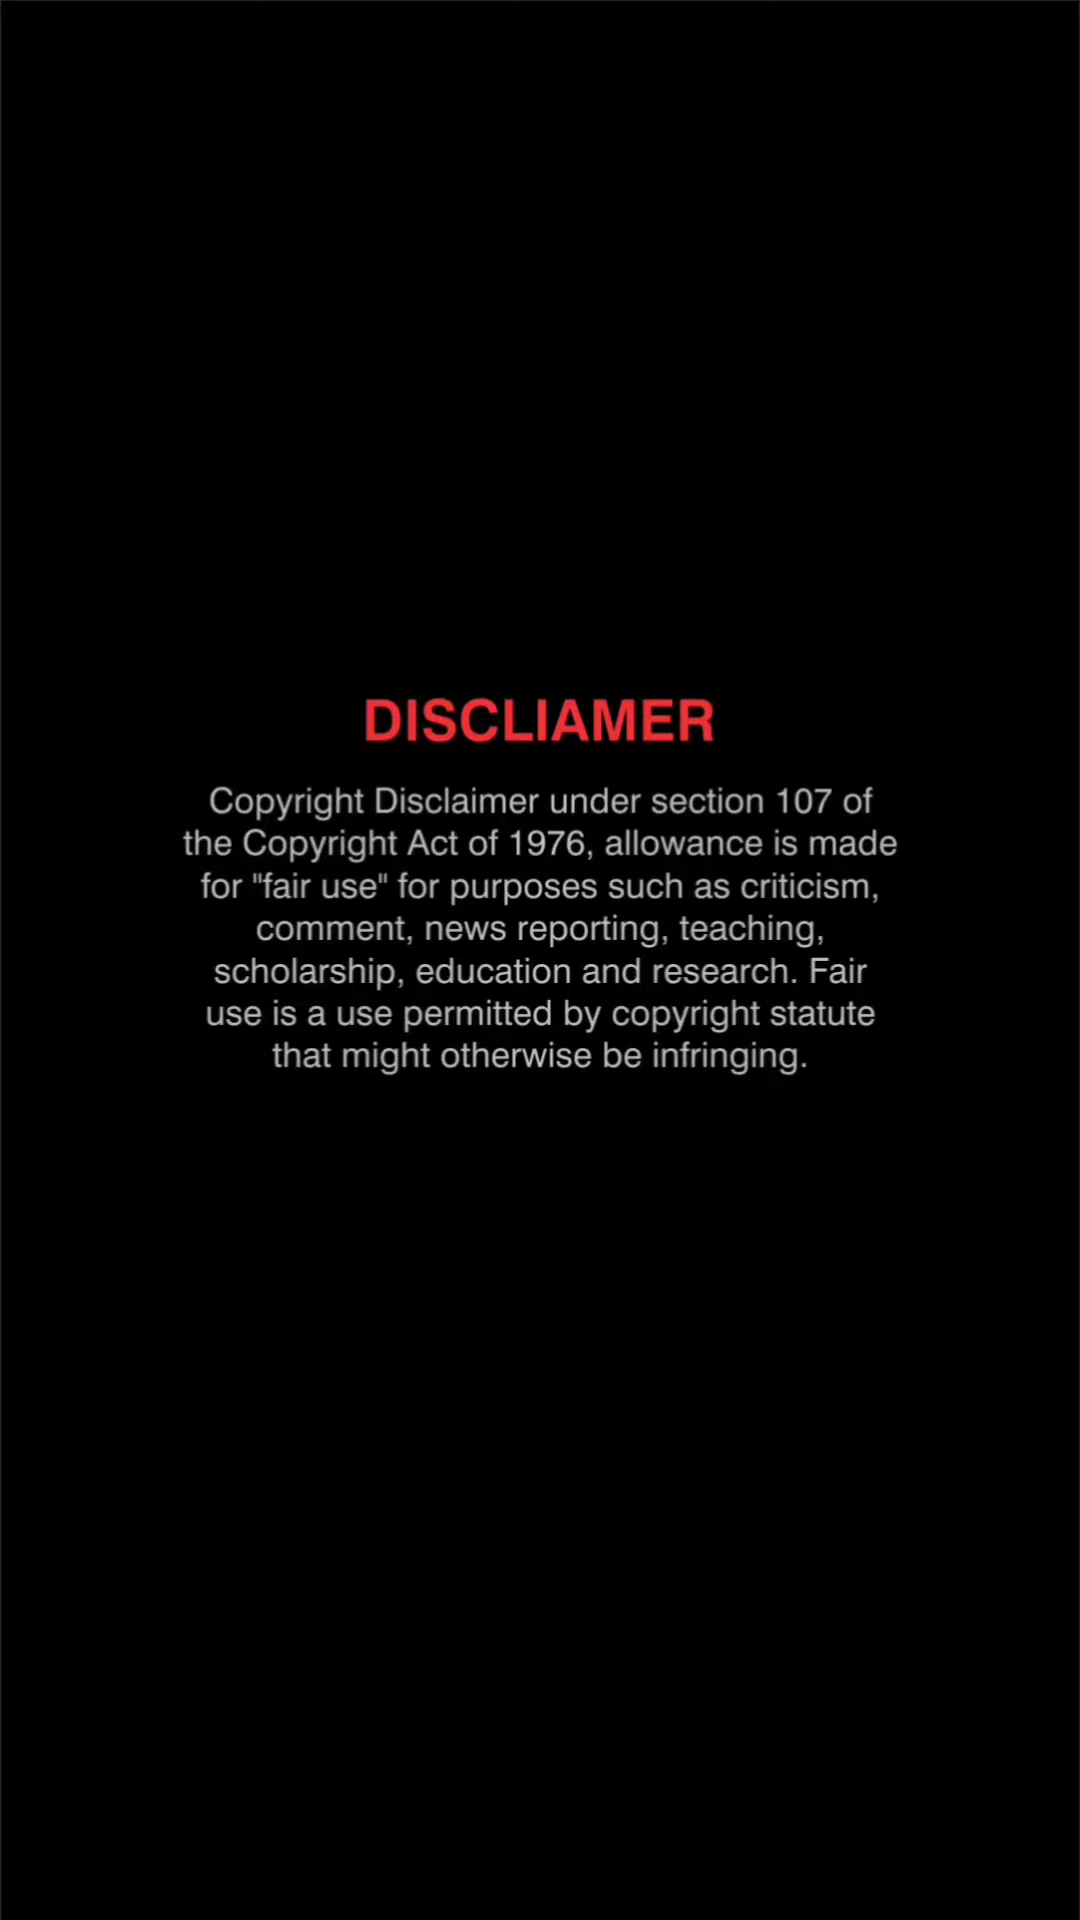 DISCLIAMER
Copyright Disclaimer under section 107 of
the Copyright Act of 1976, allowance is made
for "fair use" for purposes such as criticism,
comment, news reporting, teaching,
scholarship, education and research. Fair
use is a use permitted by copyright statute
that might otherwise be infringing.